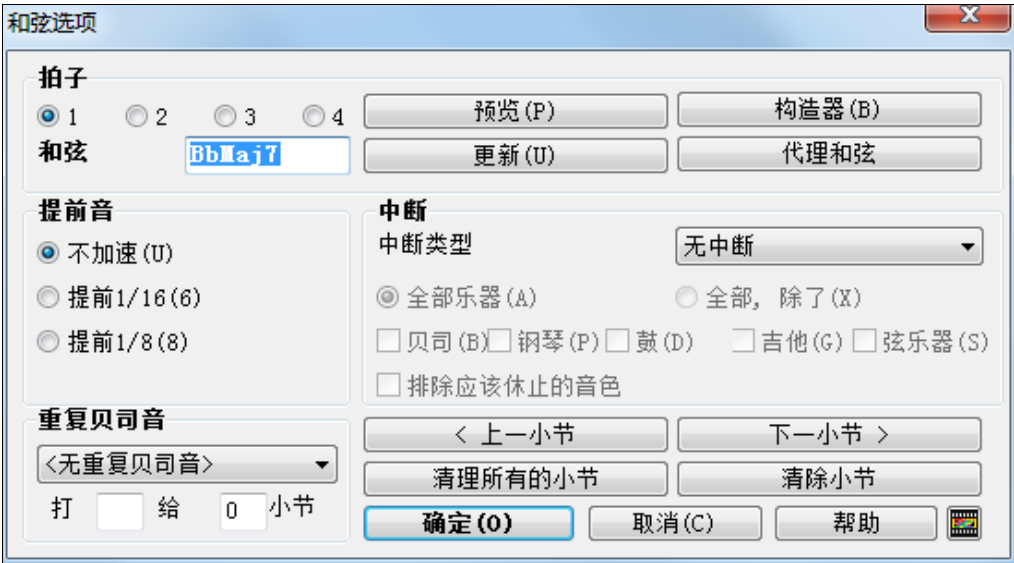 和弦选项
拍子
1 2 3 4 预览(P) 构造器(B)
和弦 BbMaj7 更新(U) 代理和弦
提前音 中断
不加速(U) 中断类型 无中断
提前1/16(6) 全部乐器(A) 全部, 除了(X)
提前1/8(8) 贝司(B) 钢琴(P) 鼓(D) 吉他(G) 弦乐器(S)
排除应该休止的音色
重复贝司音 < 上一小节 下一小节 >
<无重复贝司音> 清理所有的小节 清除小节
打 给 0 小节 确定(O) 取消(C) 帮助